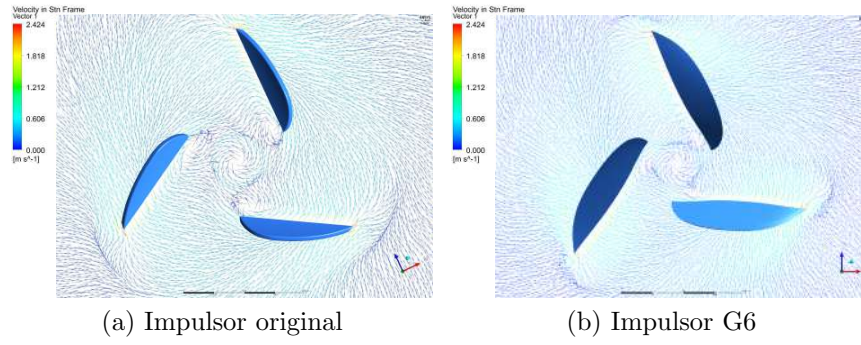 Velocity in Stn Frame
Vector 1
2.424
1.818
1.212
0.606
0.000
[m s^-1]
(a) Impulsor original
Velocity in Stn Frame
Vector 1
2.424
1.818
1.212
0.606
0.000
[m s^-1]
(b) Impulsor G6